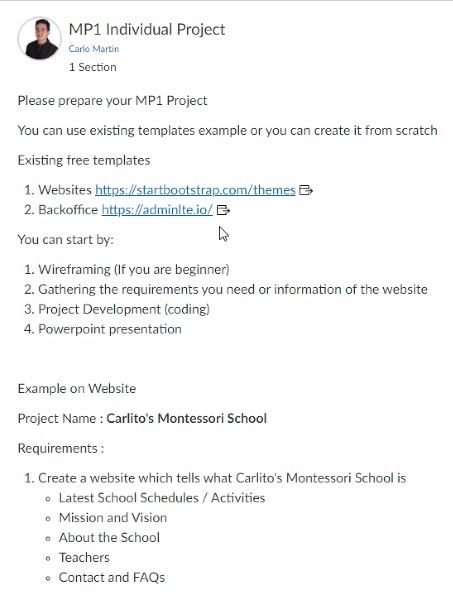 MP1 Individual Project
Carlo Martin
1 Section
Please prepare your MP1 Project
You can use existing templates example or you can create it from scratch
Existing free templates
1. Websites https://startbootstrap.com/themes
2. Backoffice https://adminlte.io/
You can start by:
1. Wireframing (If you are beginner)
2. Gathering the requirements you need or information of the website
3. Project Development (coding)
4. Powerpoint presentation
Example on Website
Project Name : Carlito's Montessori School
Requirements :
1. Create a website which tells what Carlito's Montessori School is
◦ Latest School Schedules / Activities
◦ Mission and Vision
◦ About the School
◦ Teachers
◦ Contact and FAQs